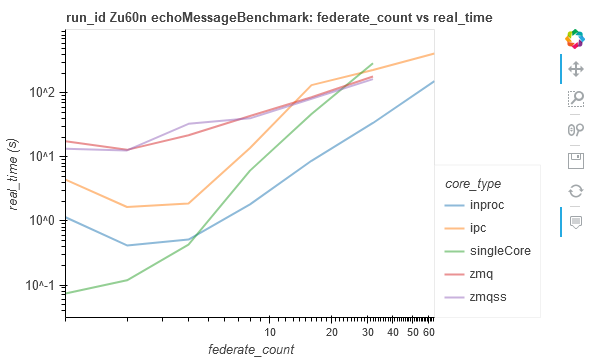 run_id Zu60n echoMessageBenchmark: federate_count vs real_time
real_time (s)
10^2
10^1
10^0
10^-1
10
20
30
40
50
60
federate_count
core_type
inproc
ipc
singleCore
zmq
zmqss